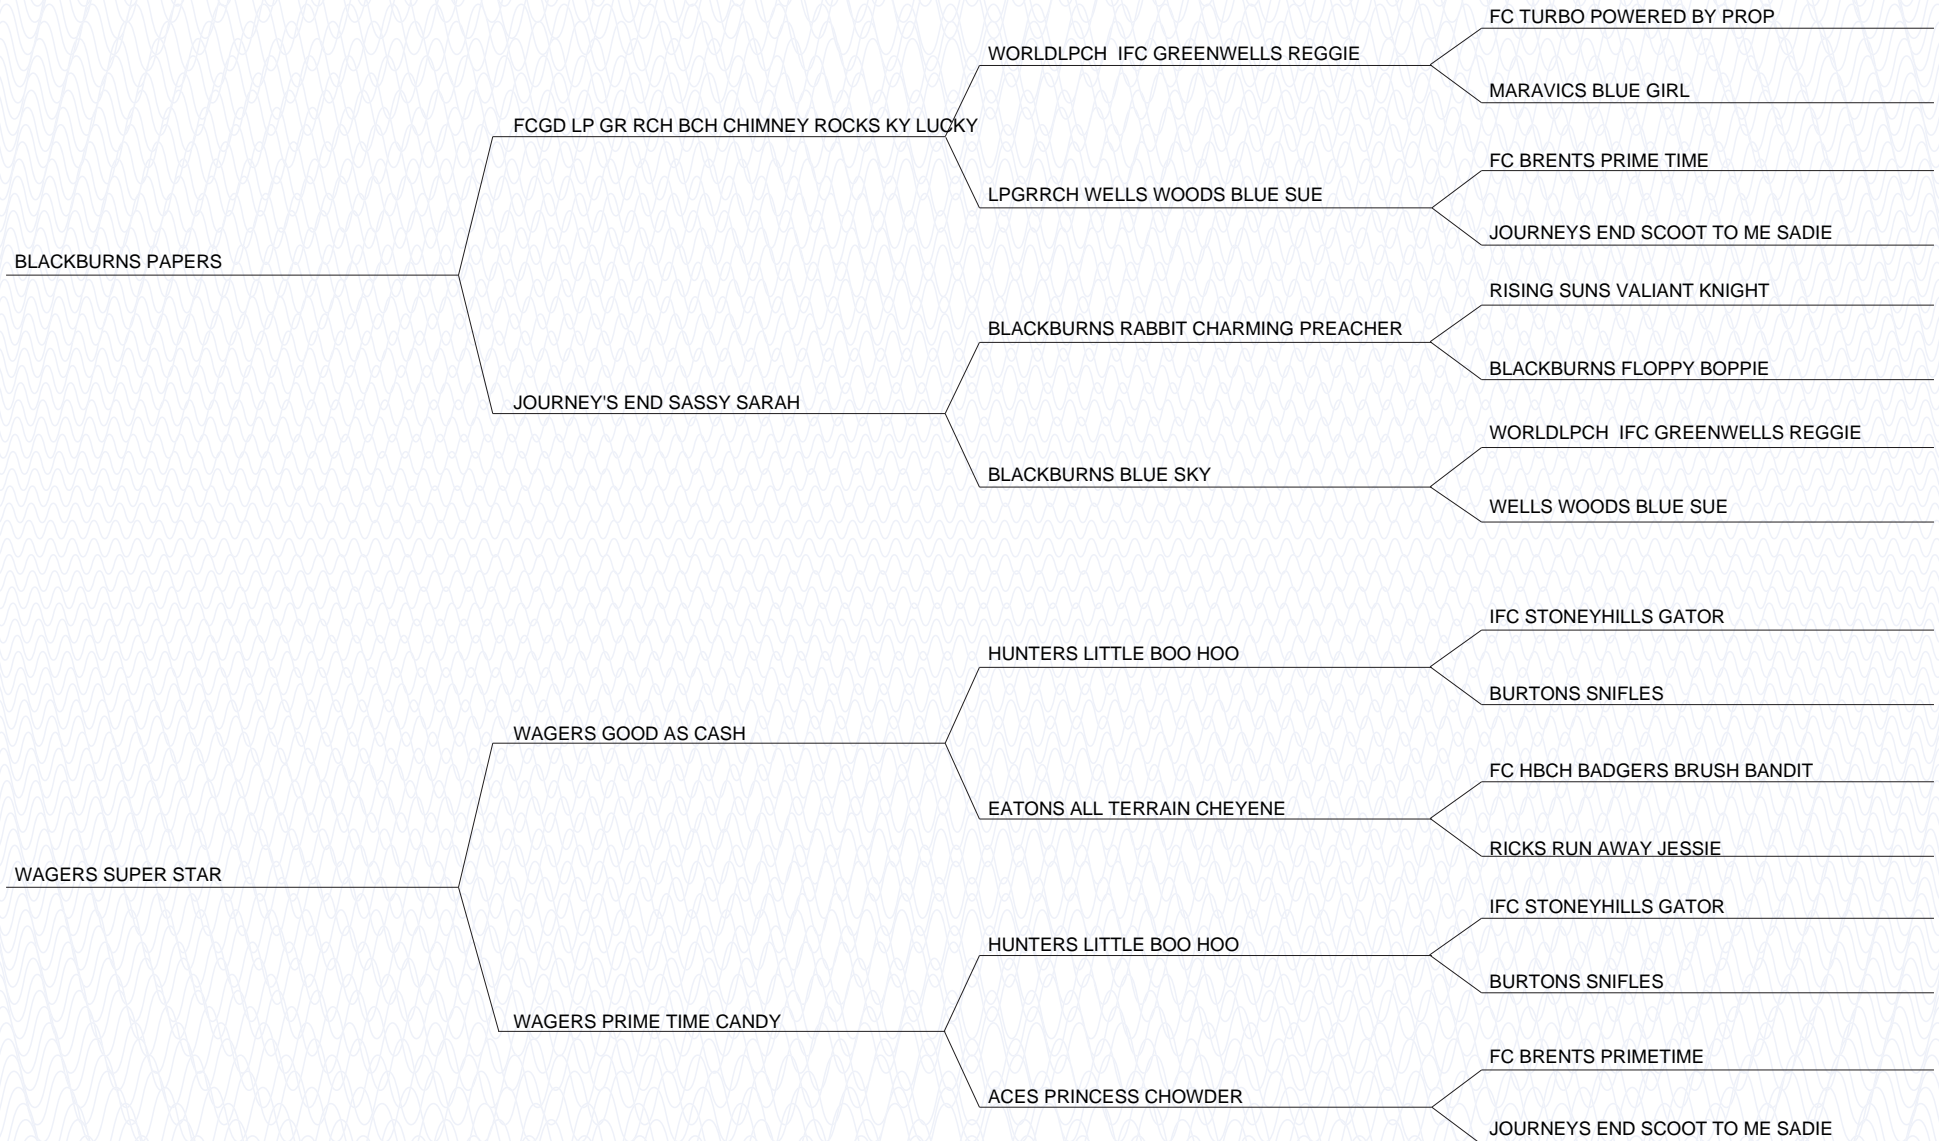 FC TURBO POWERED BY PROP
WORLDLPCH  IFC GREENWELLS REGGIE
MARAVICS BLUE GIRL
FCGD LP GR RCH BCH CHIMNEY ROCKS KY LUCKY
FC BRENTS PRIME TIME
LPGRRCH WELLS WOODS BLUE SUE
JOURNEYS END SCOOT TO ME SADIE
BLACKBURNS PAPERS
RISING SUNS VALIANT KNIGHT
BLACKBURNS RABBIT CHARMING PREACHER
BLACKBURNS FLOPPY BOPPIE
JOURNEY'S END SASSY SARAH
WORLDLPCH  IFC GREENWELLS REGGIE
BLACKBURNS BLUE SKY
WELLS WOODS BLUE SUE
IFC STONEYHILLS GATOR
HUNTERS LITTLE BOO HOO
BURTONS SNIFLES
WAGERS GOOD AS CASH
FC HBCH BADGERS BRUSH BANDIT
EATONS ALL TERRAIN CHEYENE
RICKS RUN AWAY JESSIE
WAGERS SUPER STAR
IFC STONEYHILLS GATOR
HUNTERS LITTLE BOO HOO
BURTONS SNIFLES
WAGERS PRIME TIME CANDY
FC BRENTS PRIMETIME
ACES PRINCESS CHOWDER
JOURNEYS END SCOOT TO ME SADIE